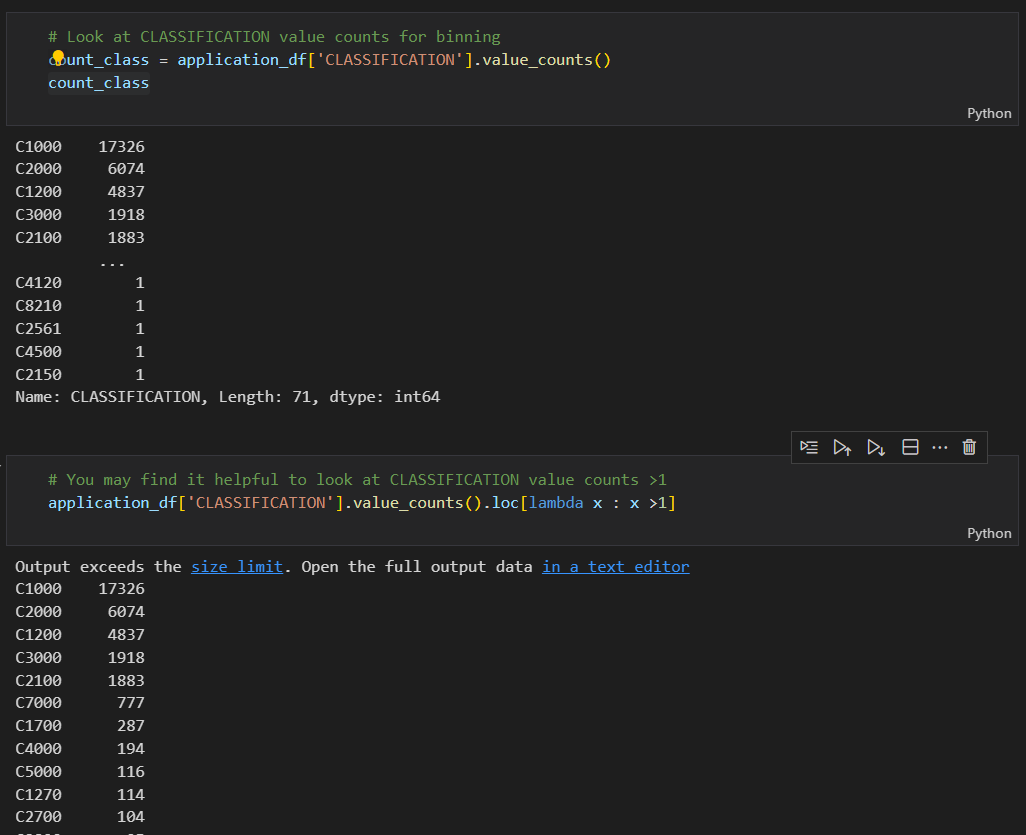 # Look at CLASSIFICATION value counts for binning
count_class = application_df['CLASSIFICATION'].value_counts()
count_class
Python
C1000 17326
C2000 6074
C1200 4837
C3000 1918
C2100 1883
...
C4120 1
C8210 1
C2561 1
C4500 1
C2150 1
Name: CLASSIFICATION, Length: 71, dtype: int64
# You may find it helpful to look at CLASSIFICATION value counts >1
application_df['CLASSIFICATION'].value_counts().loc[lambda x : x >1]
Python
Output exceeds the size limit. Open the full output data in a text editor
C1000 17326
C2000 6074
C1200 4837
C3000 1918
C2100 1883
C7000 777
C1700 287
C4000 194
C5000 116
C1270 114
C2700 104